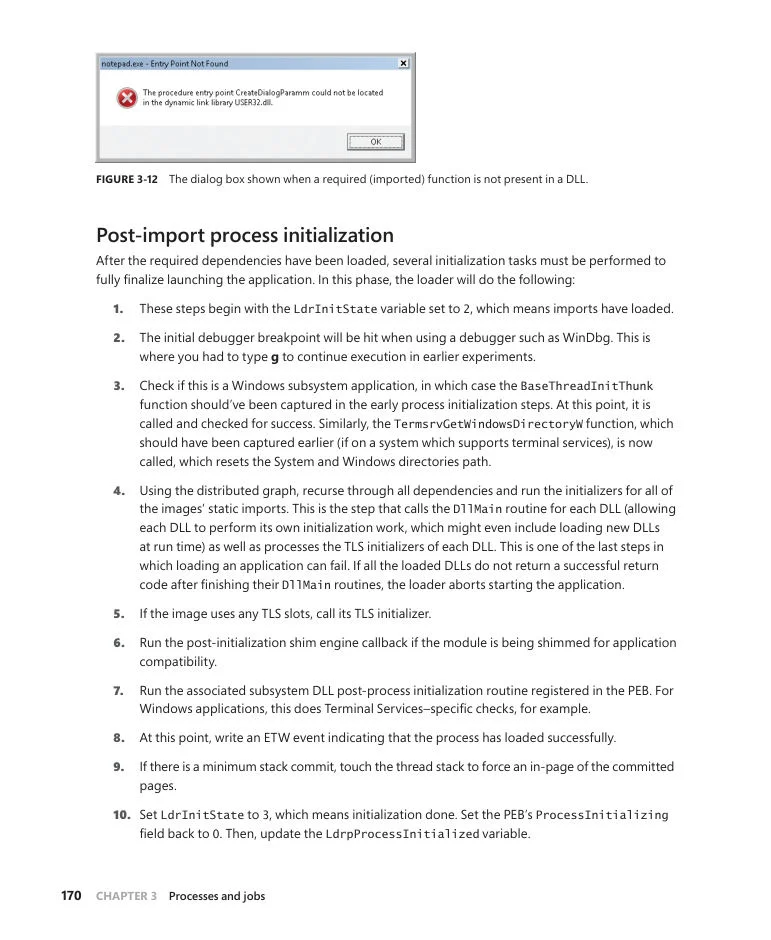 notepad.exe - Entry Point Not Found
The procedure entry point CreateDialogParamm could not be located
in the dynamic link library USER32.dll.
OK
FIGURE 3-12 The dialog box shown when a required (imported) function is not present in a DLL.
Post-import process initialization
After the required dependencies have been loaded, several initialization tasks must be performed to
fully finalize launching the application. In this phase, the loader will do the following:
1. These steps begin with the LdrInitState variable set to 2, which means imports have loaded.
2. The initial debugger breakpoint will be hit when using a debugger such as WinDbg. This is
where you had to type g to continue execution in earlier experiments.
3. Check if this is a Windows subsystem application, in which case the BaseThreadInitThunk
function should’ve been captured in the early process initialization steps. At this point, it is
called and checked for success. Similarly, the TermsrvGetWindowsDirectoryW function, which
should have been captured earlier (if on a system which supports terminal services), is now
called, which resets the System and Windows directories path.
4. Using the distributed graph, recurse through all dependencies and run the initializers for all of
the images’ static imports. This is the step that calls the DllMain routine for each DLL (allowing
each DLL to perform its own initialization work, which might even include loading new DLLs
at run time) as well as processes the TLS initializers of each DLL. This is one of the last steps in
which loading an application can fail. If all the loaded DLLs do not return a successful return
code after finishing their DllMain routines, the loader aborts starting the application.
5. If the image uses any TLS slots, call its TLS initializer.
6. Run the post-initialization shim engine callback if the module is being shimmed for application
compatibility.
7. Run the associated subsystem DLL post-process initialization routine registered in the PEB. For
Windows applications, this does Terminal Services–specific checks, for example.
8. At this point, write an ETW event indicating that the process has loaded successfully.
9. If there is a minimum stack commit, touch the thread stack to force an in-page of the committed
pages.
10. Set LdrInitState to 3, which means initialization done. Set the PEB’s ProcessInitializing
field back to 0. Then, update the LdrpProcessInitialized variable.
170 CHAPTER 3 Processes and jobs